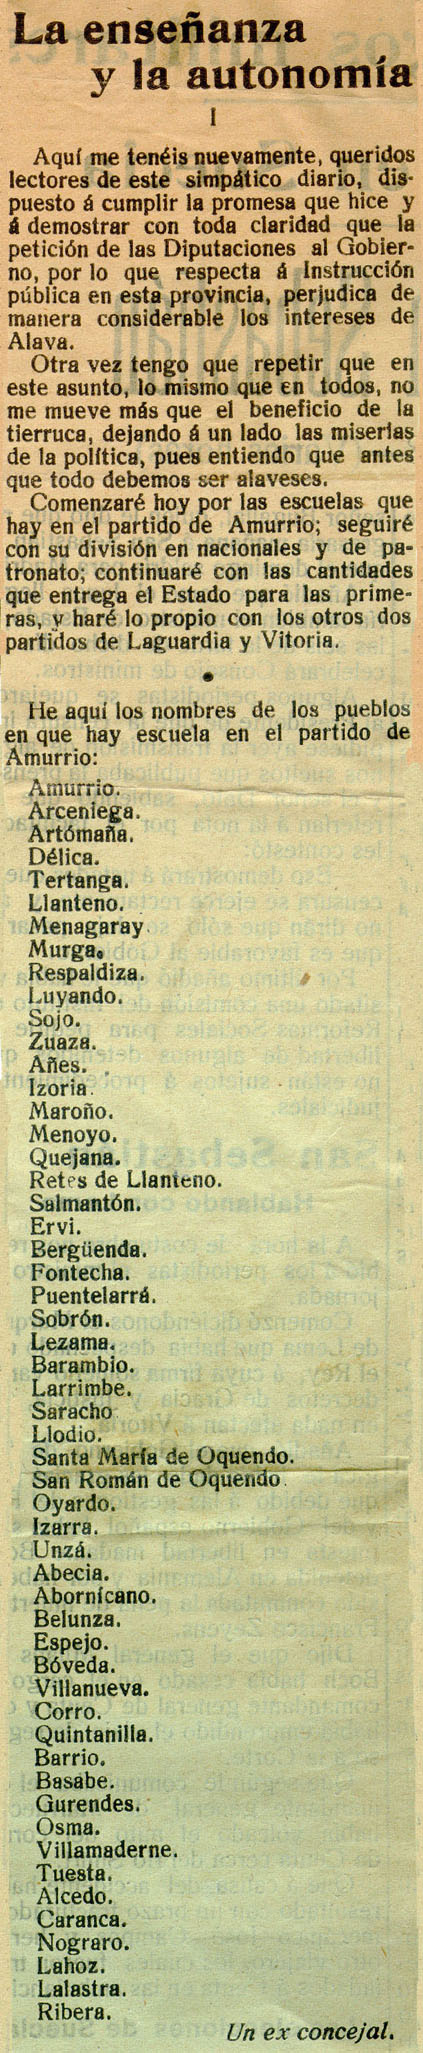 La enseñanza
y la autonomía
I
Aquí me tenéis nuevamente, queridos
lectores de este simpático diario, dis-
puesto á cumplir la promesa que hice y
á demostrar con toda claridad que la
petición de las Diputaciones al Gobier-
no, por lo que respecta á Instrucción
pública en esta provincia, perjudica de
manera considerable los intereses de
Alava.
Otra vez tengo que repetir que en
este asunto, lo mismo que en todos, no
me mueve más que el beneficio de la
tierruca, dejando á un lado las miserias
de la política, pues entiendo que antes
que todo debemos ser alaveses.
Comenzaré hoy por las escuelas que
hay en el partido de Amurrio; seguiré
con su división en nacionales y de pa-
tronato; continuaré con las cantidades
que entrega el Estado para las prime-
ras, y haré lo propio con los otros dos
partidos de Laguardia y Vitoria.
•
He aquí los nombres de los pueblos
en que hay escuela en el partido de
Amurrio:
Amurrio.
Arceniega.
Artómaña.
Délica.
Tertanga.
Llanteno.
Menagaray
Murga.
Respaldiza.
Luyando.
Sojo.
Zuaza.
Añes.
Izoria.
Maroño.
Menoyo.
Quejana.
Retes de Llanteno.
Salmantón.
Ervi.
Bergüenda.
Fontecha.
Puentelarrá.
Sobrón.
Lezama.
Barambio.
Larrimbe.
Saracho
Llodio.
Santa María de Oquendo.
San Román de Oquendo
Oyardo.
Izarra.
Unzá.
Abecia.
Abornícano.
Belunza.
Espejo.
Bóveda.
Villanueva.
Corro.
Quintanilla.
Barrio.
Basabe.
Gurendes.
Osma.
Villamaderne.
Tuesta.
Alcedo.
Caranca.
Nograro.
Lahoz.
Lalastra.
Ribera.
Un ex concejal.